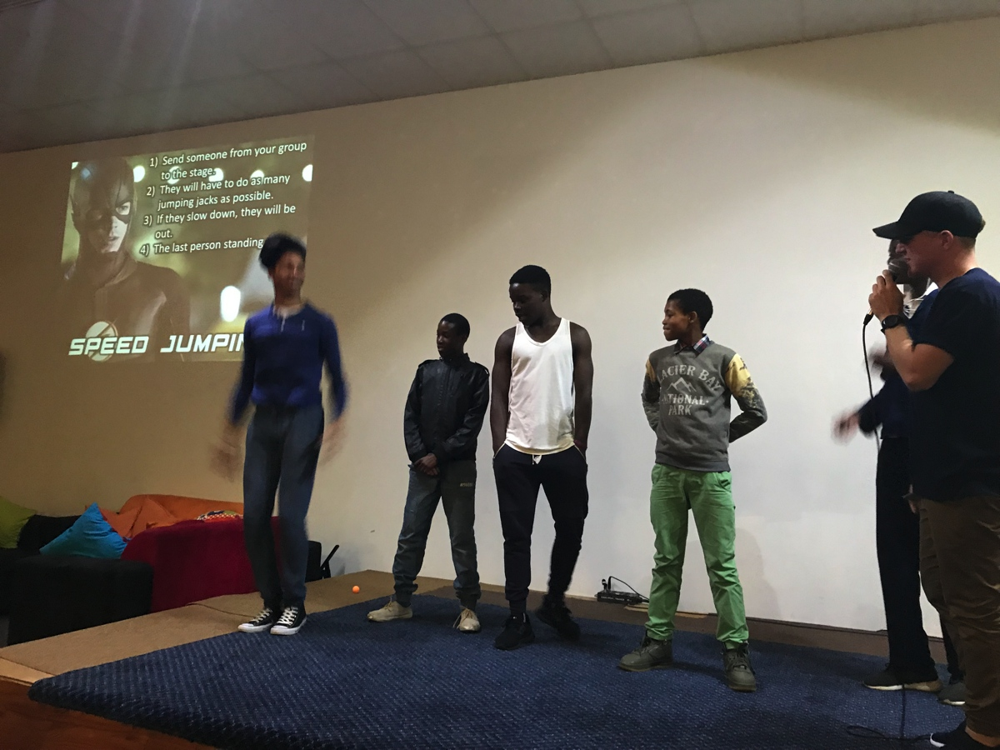 1) Send someone from your group
to the stage.
2) They will have to do as many
jumping jacks as possible.
3) If they slow down, they will be
out.
4) The last person standing
SPEED JUMPIN
LACIER BAY
NATIONAL
PARK